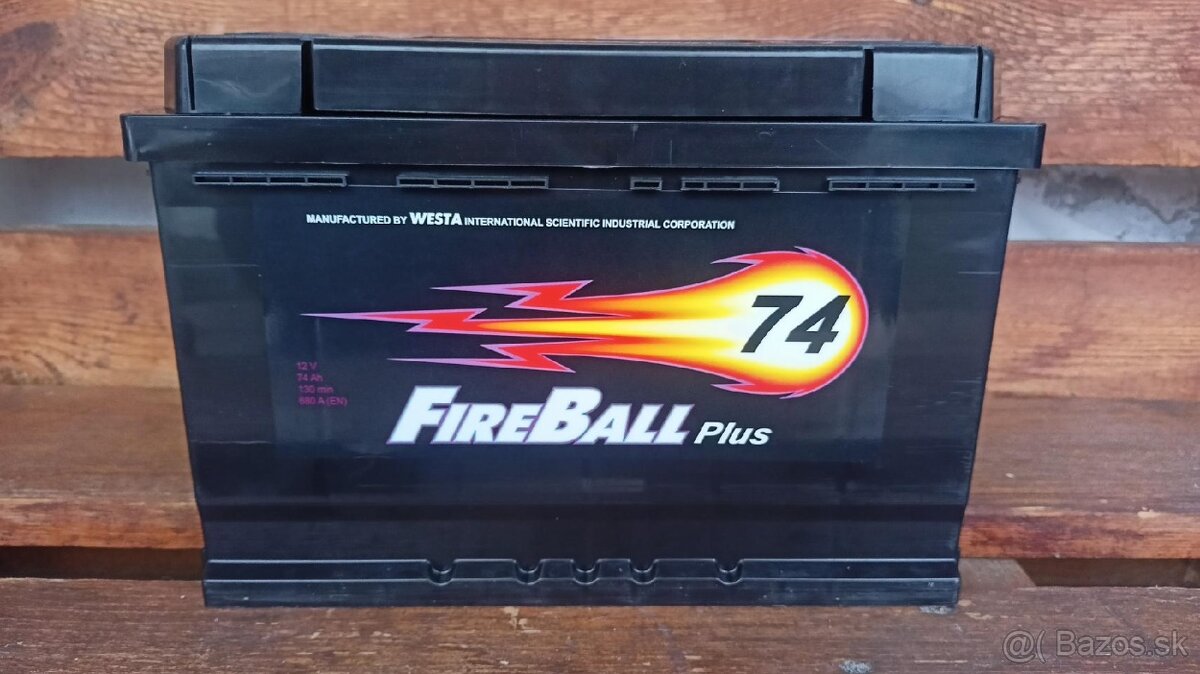 MANUFACTURED BY WESTA INTERNATIONAL SCIENTIFIC INDUSTRIAL CORPORATION
74
12 V
74 Ah
130 min
680 A (EN)
FIREBALL Plus
@( Bazos.sk